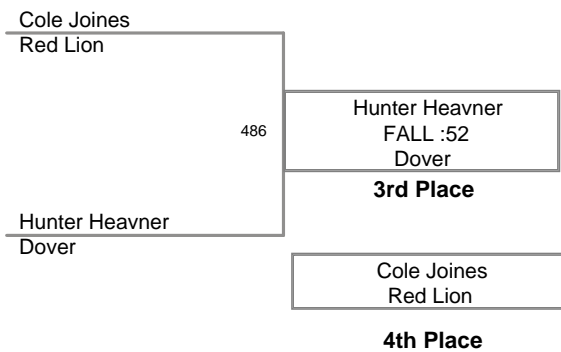 Cole Joines
Red Lion
486
Hunter Heavner
FALL :52
Dover
3rd Place
Hunter Heavner
Dover
Cole Joines
Red Lion
4th Place